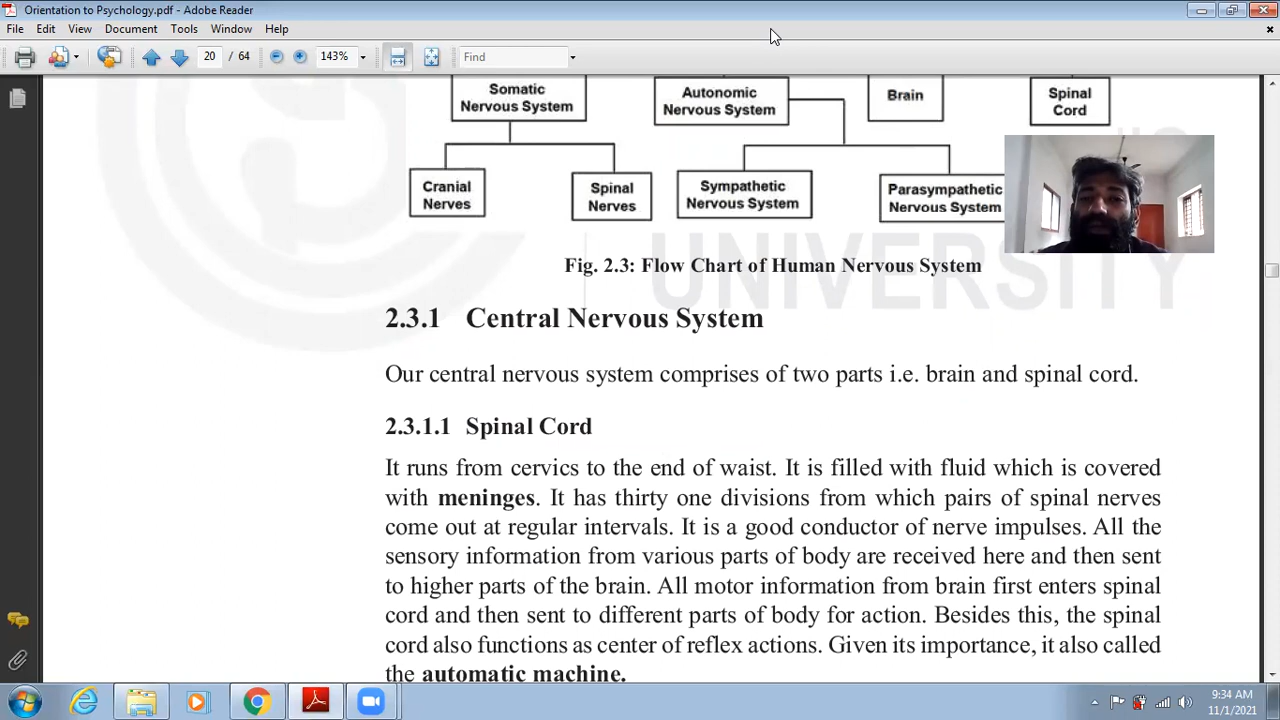 Orientation to Psychology.pdf - Adobe Reader
File Edit View Document Tools Window Help
20 / 64 143% Find
Somatic
Nervous System
Autonomic
Nervous System
Brain
Spinal
Cord
Cranial
Nerves
Spinal
Nerves
Sympathetic
Nervous System
Parasympathetic
Nervous System
UNIVERSITY
Fig. 2.3: Flow Chart of Human Nervous System
2.3.1 Central Nervous System
Our central nervous system comprises of two parts i.e. brain and spinal cord.
2.3.1.1 Spinal Cord
It runs from cervics to the end of waist. It is filled with fluid which is covered
with meninges. It has thirty one divisions from which pairs of spinal nerves
come out at regular intervals. It is a good conductor of nerve impulses. All the
sensory information from various parts of body are received here and then sent
to higher parts of the brain. All motor information from brain first enters spinal
cord and then sent to different parts of body for action. Besides this, the spinal
cord also functions as center of reflex actions. Given its importance, it also called
the automatic machine.
9:34 AM
11/1/2021